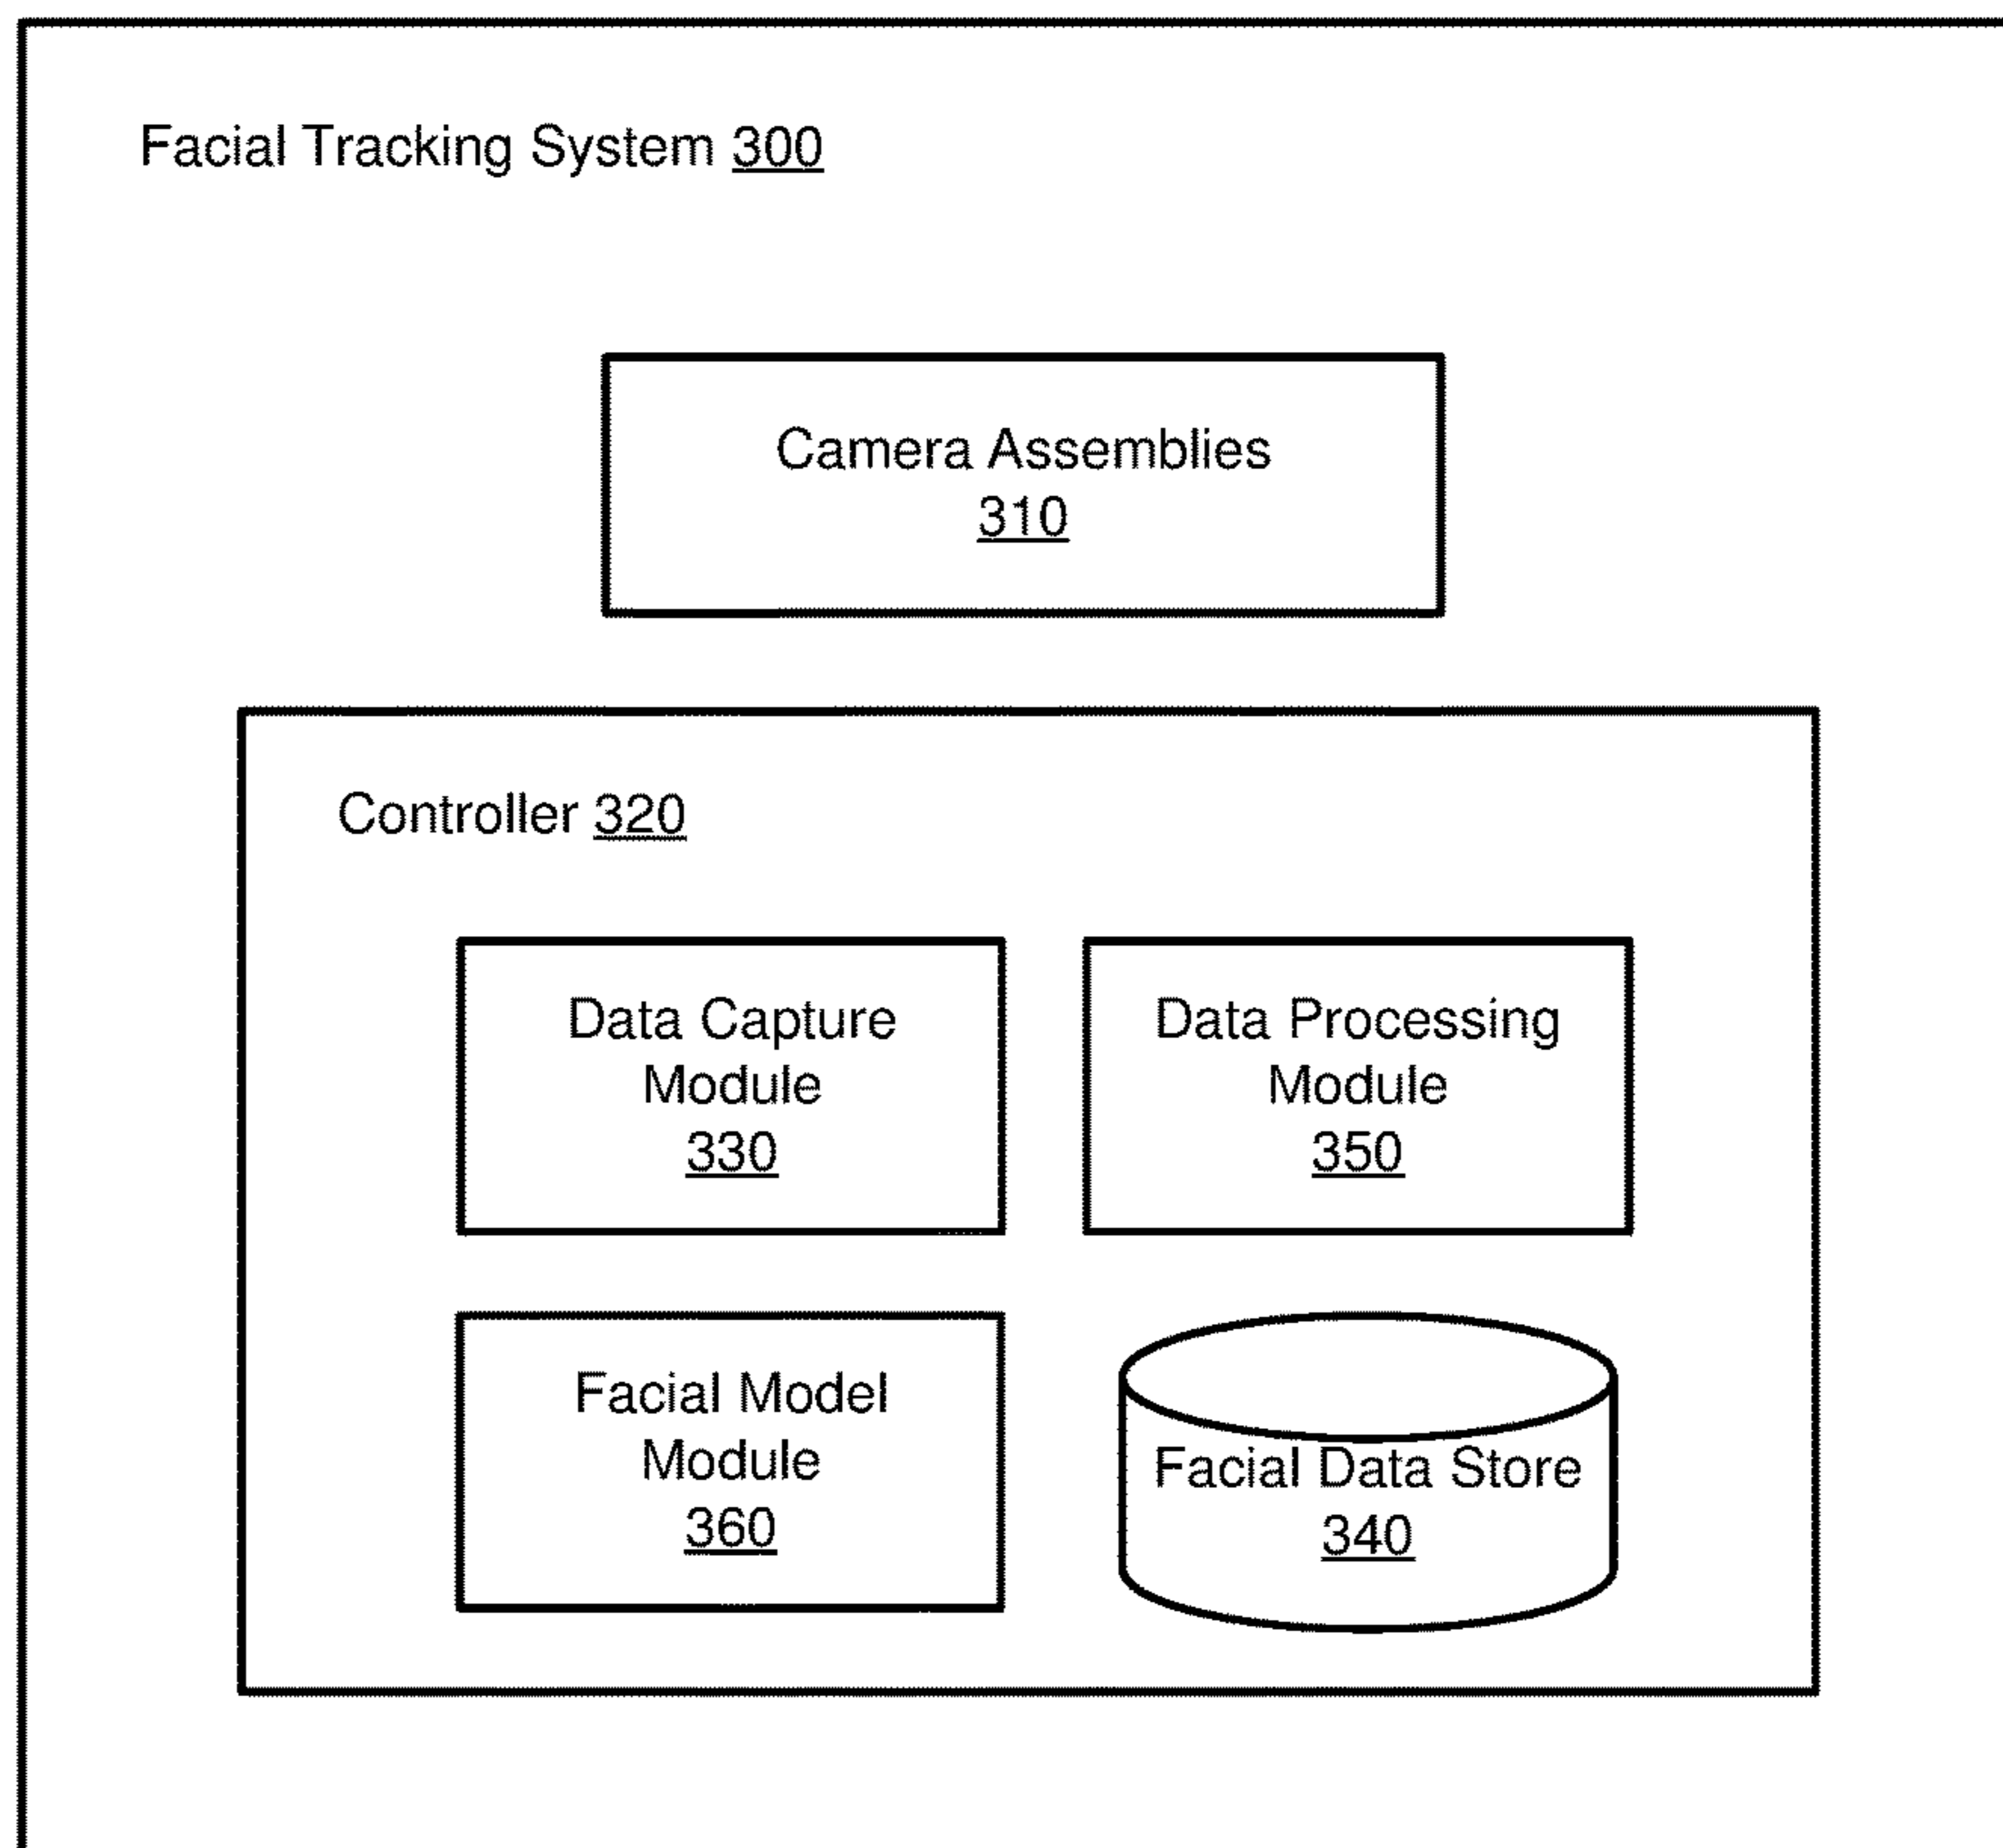 Facial Tracking System 300
Camera Assemblies
310
Controller 320
Data Capture
Module
330
Data Processing
Module
350
Facial Model
Module
360
Facial Data Store
340